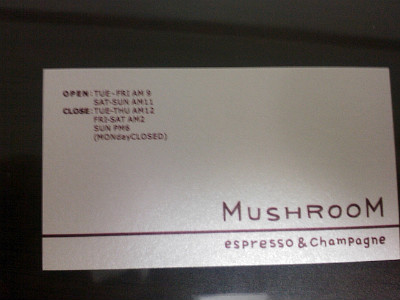 OPEN: TUE-FRI AM 9
SAT-SUN AM11
CLOSE: TUE-THU AM12
FRI-SAT AM2
SUN PM6
(MONdayCLOSED)
MUSHROOM
espresso & Champagne